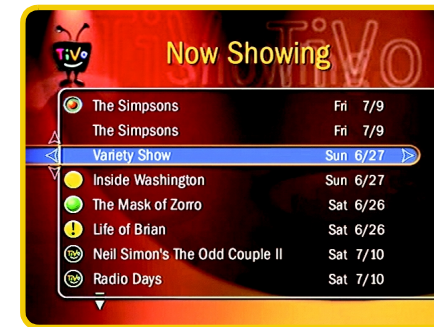 TiVo
Now Showing
The Simpsons Fri 7/9
The Simpsons Fri 7/9
Variety Show Sun 6/27
Inside Washington Sun 6/27
The Mask of Zorro Sat 6/26
! Life of Brian Sat 6/26
TiVo Neil Simon's The Odd Couple II Sat 7/10
TiVo Radio Days Sat 7/10